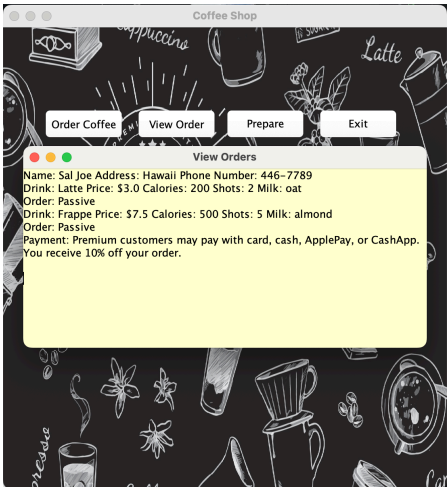 Coffee Shop
appuccino
SUGAR
Latte
Order Coffee
View Order
Prepare
Exit
View Orders
Name: Sal Joe Address: Hawaii Phone Number: 446-7789
Drink: Latte Price: $3.0 Calories: 200 Shots: 2 Milk: oat
Order: Passive
Drink: Frappe Price: $7.5 Calories: 500 Shots: 5 Milk: almond
Order: Passive
Payment: Premium customers may pay with card, cash, ApplePay, or CashApp.
You receive 10% off your order.